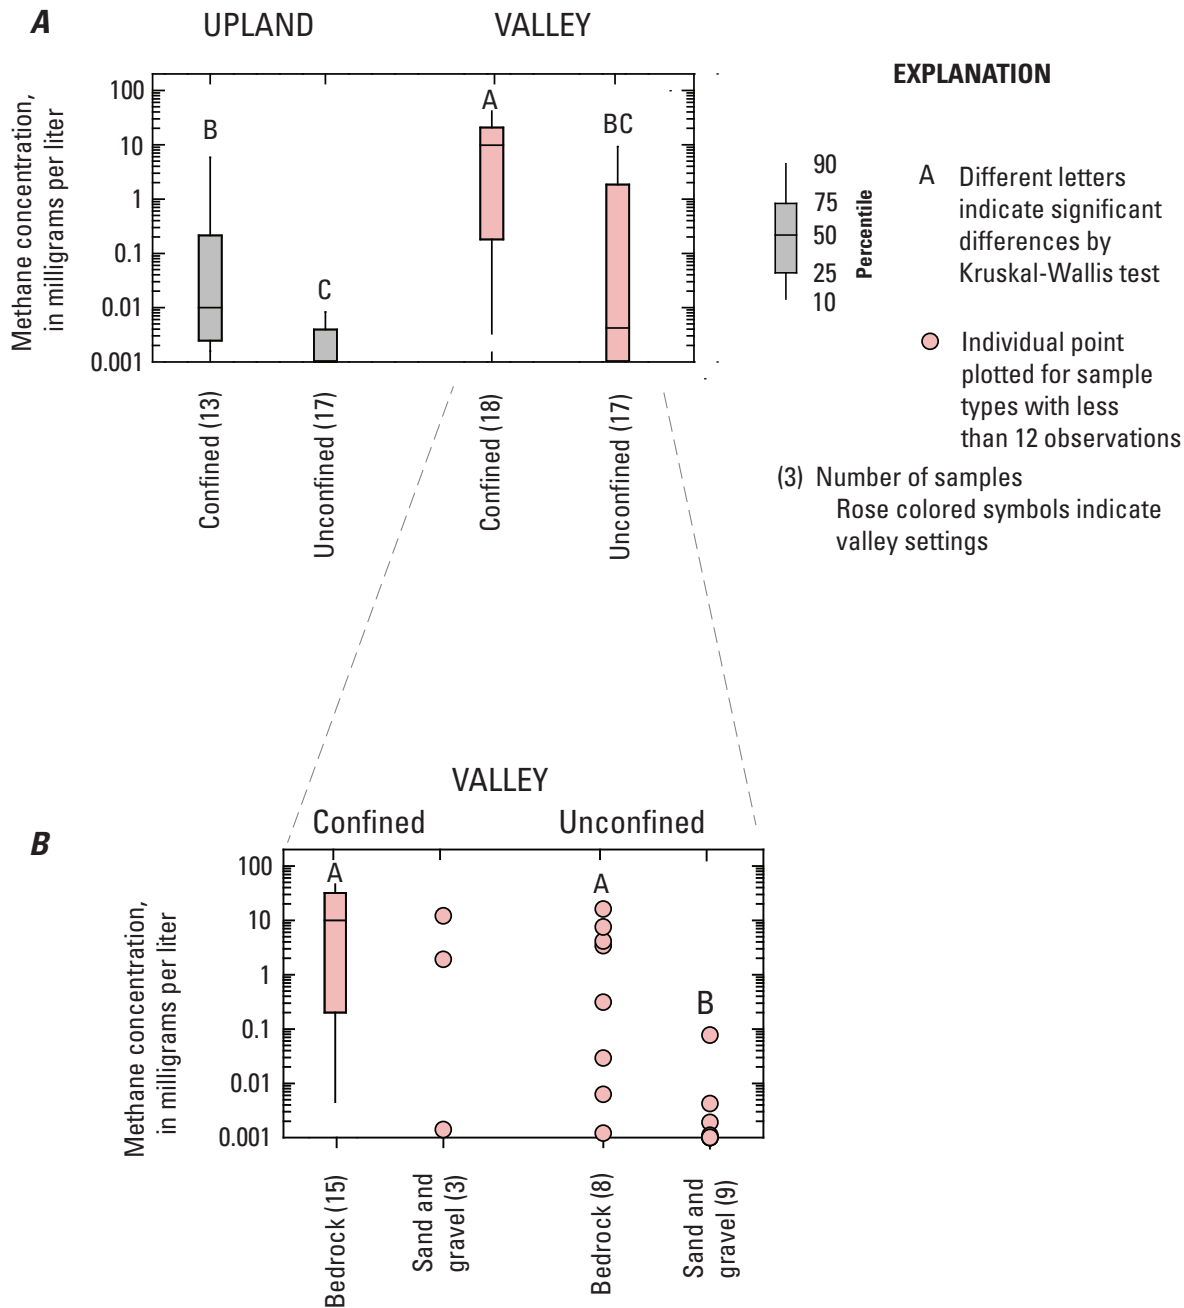 A
UPLAND
VALLEY
Methane concentration,
in milligrams per liter
100
10
1
0.1
0.01
0.001
B
C
A
BC
Confined (13)
Unconfined (17)
Confined (18)
Unconfined (17)
EXPLANATION
90
75
50
25
10
Percentile
A Different letters
indicate significant
differences by
Kruskal-Wallis test
Individual point
plotted for sample
types with less
than 12 observations
(3) Number of samples
Rose colored symbols indicate
valley settings
B
VALLEY
Confined
Unconfined
Methane concentration,
in milligrams per liter
100
10
1
0.1
0.01
0.001
A
A
B
Bedrock (15)
Sand and
gravel (3)
Bedrock (8)
Sand and
gravel (9)